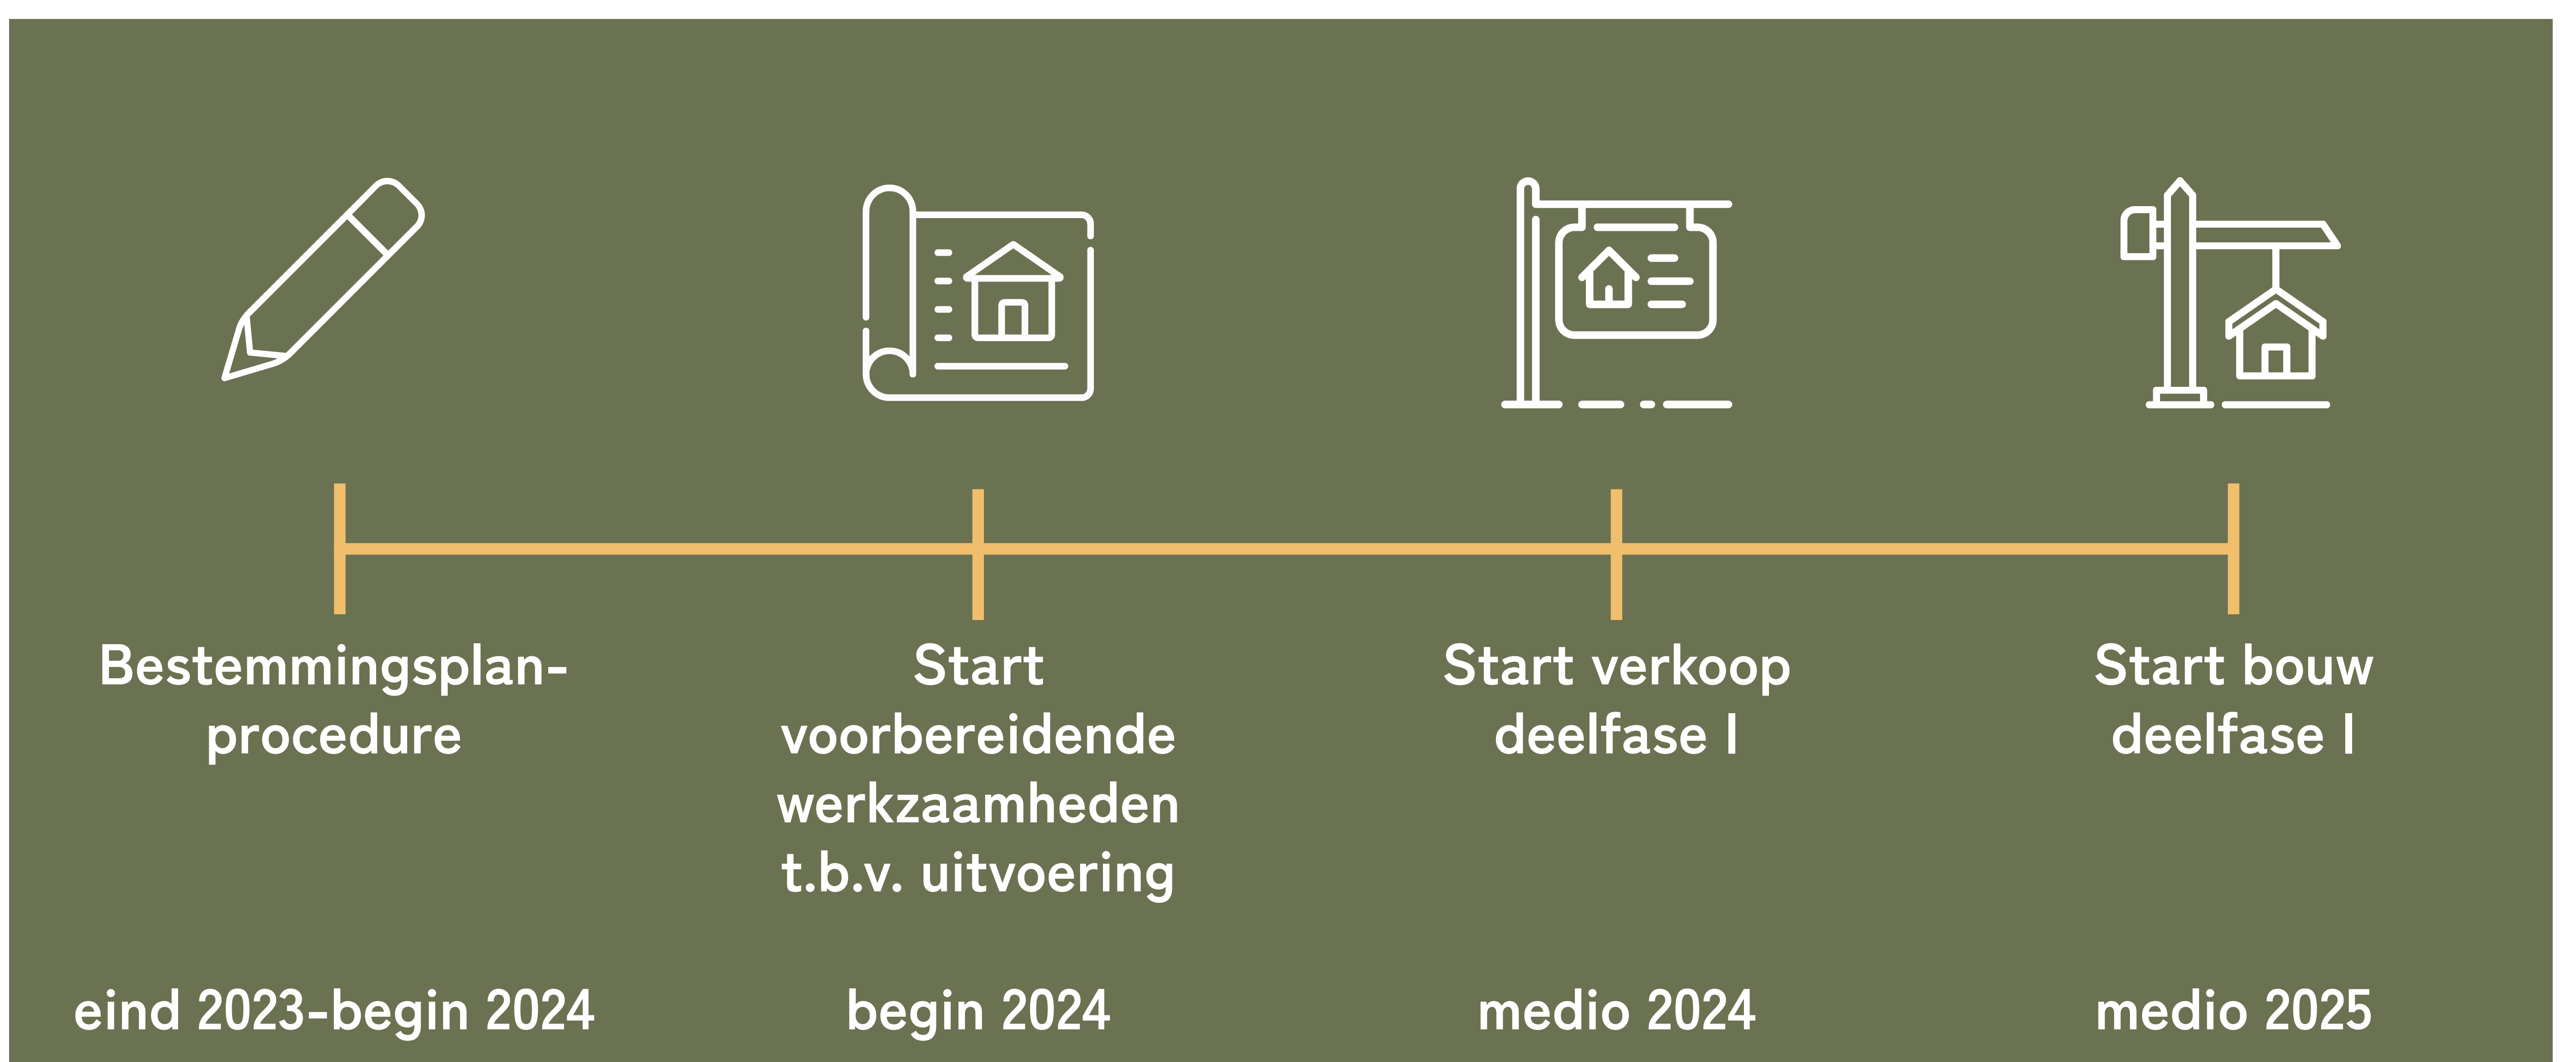 Bestemmingsplan-
procedure
eind 2023-begin 2024
Start
voorbereidende
werkzaamheden
t.b.v. uitvoering
begin 2024
Start verkoop
deelfase I
medio 2024
Start bouw
deelfase I
medio 2025